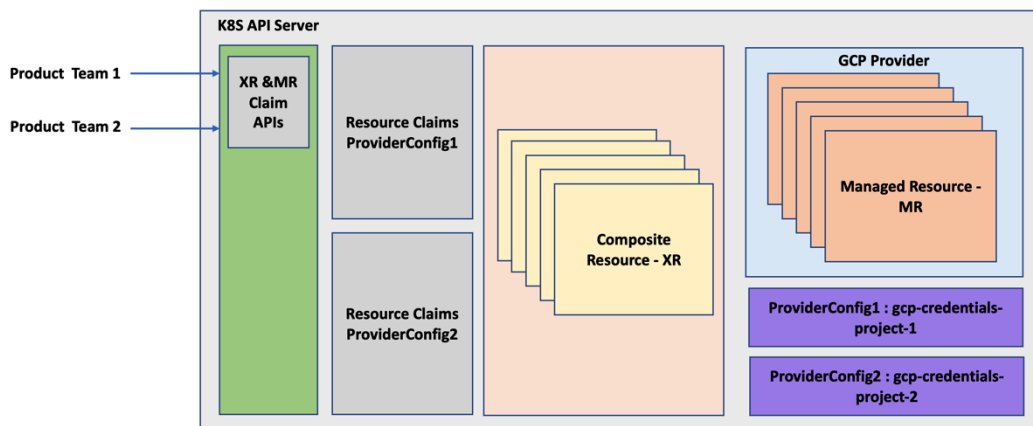 K8S API Server
Product  Team 1
Product  Team 2
XR &MR
Claim
APIs
Resource Claims
ProviderConfig1
Resource Claims
ProviderConfig2
Composite
Resource - XR
GCP Provider
Managed Resource -
MR
ProviderConfig1 : gcp-credentials-
project-1
ProviderConfig2 : gcp-credentials-
project-2